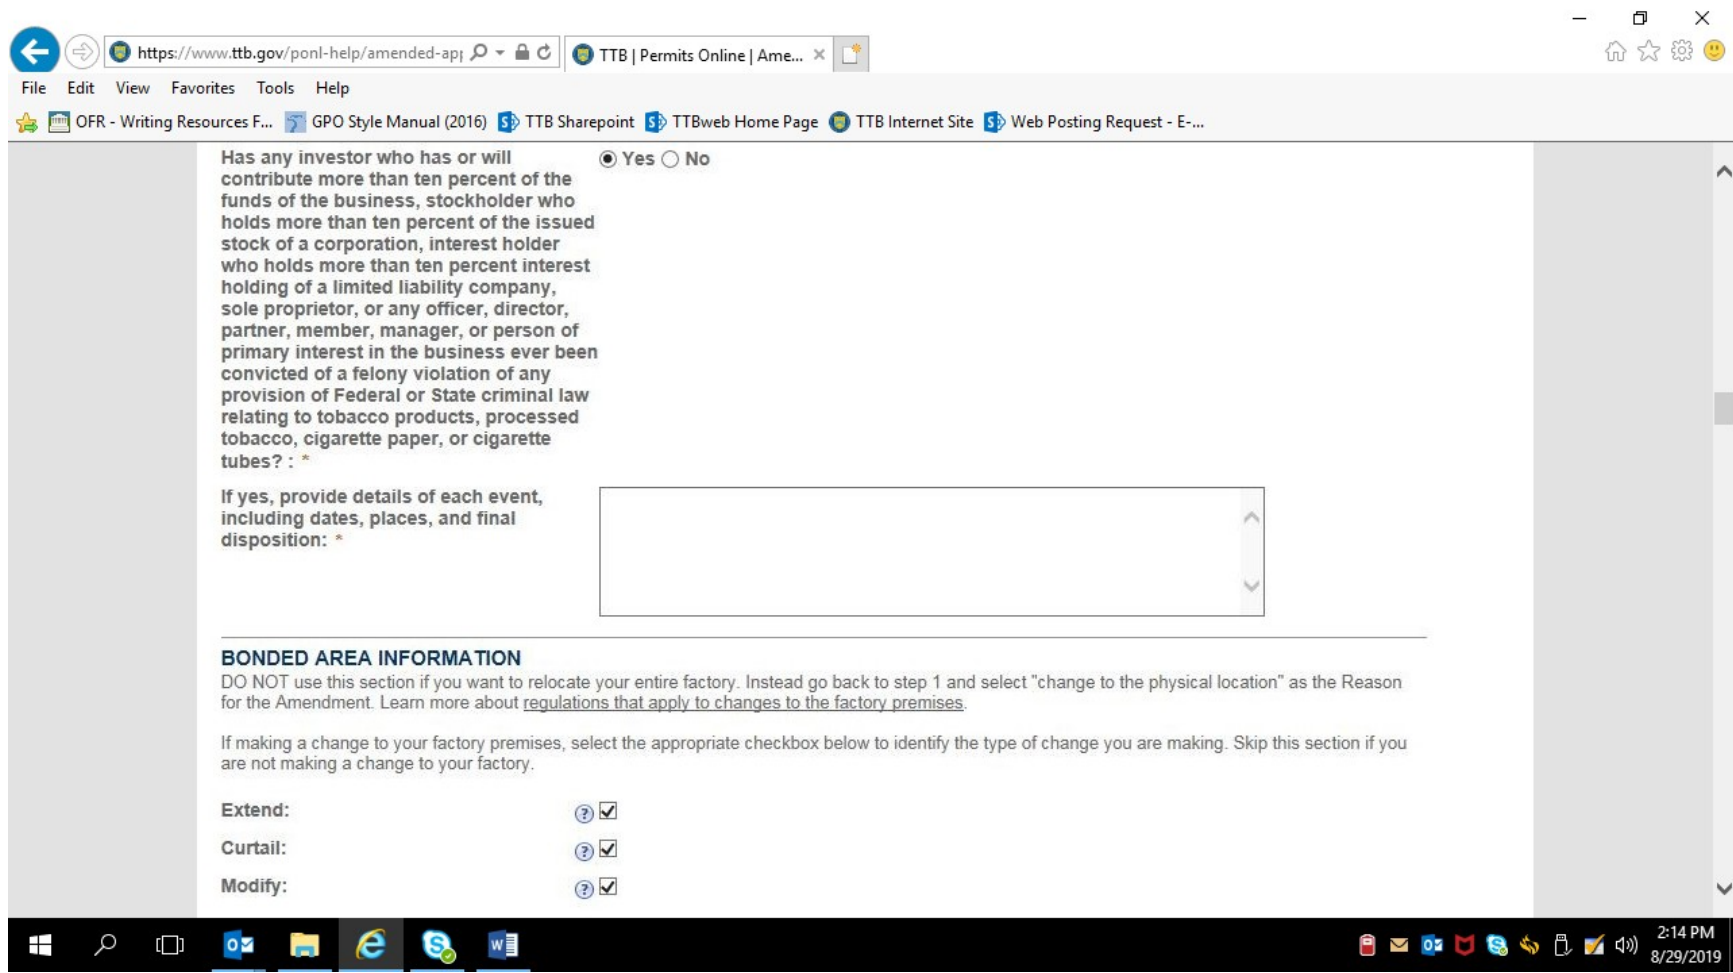 https://www.ttb.gov/ponl-help/amended-ap
TTB | Permits Online | Ame...
File Edit View Favorites Tools Help
OFR - Writing Resources F... GPO Style Manual (2016) TTB Sharepoint TTBweb Home Page TTB Internet Site Web Posting Request - E-...
Has any investor who has or will
Yes No
contribute more than ten percent of the
funds of the business, stockholder who
holds more than ten percent of the issued
stock of a corporation, interest holder
who holds more than ten percent interest
holding of a limited liability company,
sole proprietor, or any officer, director,
partner, member, manager, or person of
primary interest in the business ever been
convicted of a felony violation of any
provision of Federal or State criminal law
relating to tobacco products, processed
tobacco, cigarette paper, or cigarette
tubes? : *
If yes, provide details of each event,
including dates, places, and final
disposition: *
BONDED AREA INFORMATION
DO NOT use this section if you want to relocate your entire factory. Instead go back to step 1 and select "change to the physical location" as the Reason
for the Amendment. Learn more about regulations that apply to changes to the factory premises.
If making a change to your factory premises, select the appropriate checkbox below to identify the type of change you are making. Skip this section if you
are not making a change to your factory.
Extend:
Curtail:
Modify:
2:14 PM
8/29/2019